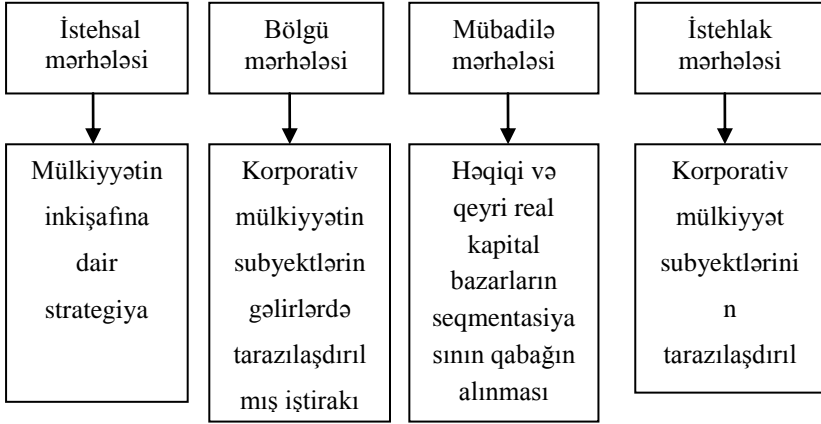 İstehsal
mərhələsi
Bölgü
mərhələsi
Mübadilə
mərhələsi
İstehlak
mərhələsi
Mülkiyyətin
inkişafına
dair
strategiya
Korporativ
mülkiyyətin
subyektlərin
gəlirlərdə
tarazılaşdırıl
mış iştirakı
Həqiqi və
qeyri real
kapital
bazarların
seqmentasiya
sının qabağın
alınması
Korporativ
mülkiyyət
subyektlərini
n
tarazılaşdırıl